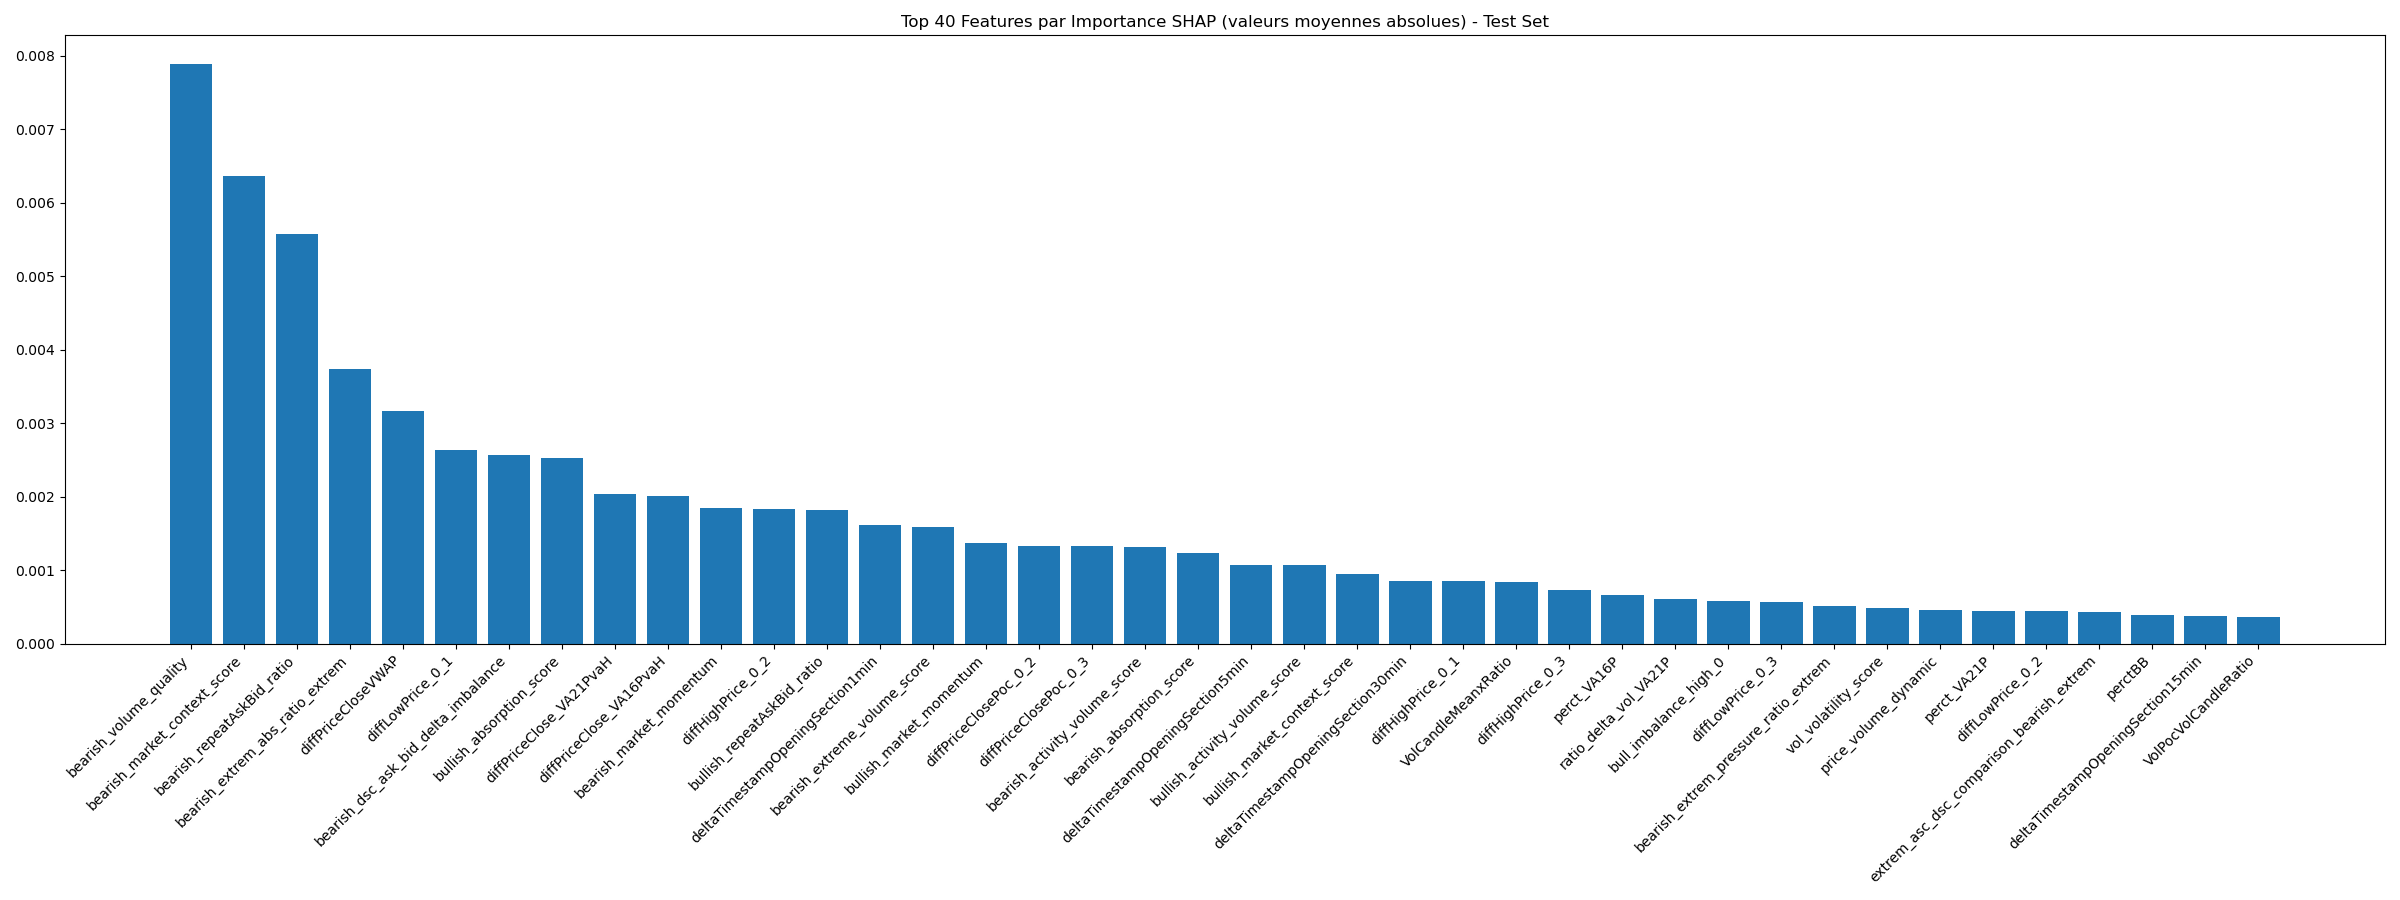 Top 40 Features par Importance SHAP (valeurs moyennes absolues) - Test Set
0.008
0.007
0.006
0.005
0.004
0.003
0.002
0.001
0.000
bearish_volume_quality
bearish_market_context_score
bearish_repeatAskBid_ratio
bearish_extrem_abs_ratio_extrem
diffPriceCloseVWAP
diffLowPrice_0_1
bearish_dsc_ask_bid_delta_imbalance
bullish_absorption_score
diffPriceClose_VA21PvaH
diffPriceClose_VA16PvaH
bearish_market_momentum
diffHighPrice_0_2
bullish_repeatAskBid_ratio
deltaTimestampOpeningSection1min
bearish_extreme_volume_score
bullish_market_momentum
diffPriceClosePoc_0_2
diffPriceClosePoc_0_3
bearish_activity_volume_score
bearish_absorption_score
deltaTimestampOpeningSection5min
bullish_activity_volume_score
bullish_market_context_score
deltaTimestampOpeningSection30min
diffHighPrice_0_1
VolCandleMeanxRatio
diffHighPrice_0_3
perct_VA16P
ratio_delta_vol_VA21P
bull_imbalance_high_0
diffLowPrice_0_3
bearish_extrem_pressure_ratio_extrem
vol_volatility_score
price_volume_dynamic
perct_VA21P
diffLowPrice_0_2
extrem_asc_dsc_comparison_bearish_extrem
perctBB
deltaTimestampOpeningSection15min
VolPocVolCandleRatio